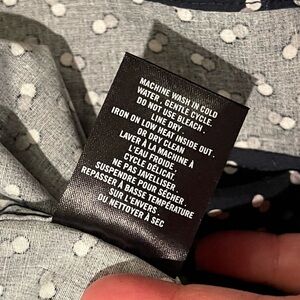 MACHINE WASH IN COLD
WATER, GENTLE CYCLE
DO NOT USE BLEACH.
LINE DRY
IRON ON LOW HEAT INSIDE OUT.
OR DRY CLEAN
LAVER À LA MACHINE À
L'EAU FROIDE.
CYCLE DÉLICAT.
NE PAS JAVELLISER.
SUSPENDRE POUR SÉCHER.
REPASSER À BASSE TEMPÉRATURE
SUR L'ENVERS.
OU NETTOYER À SEC